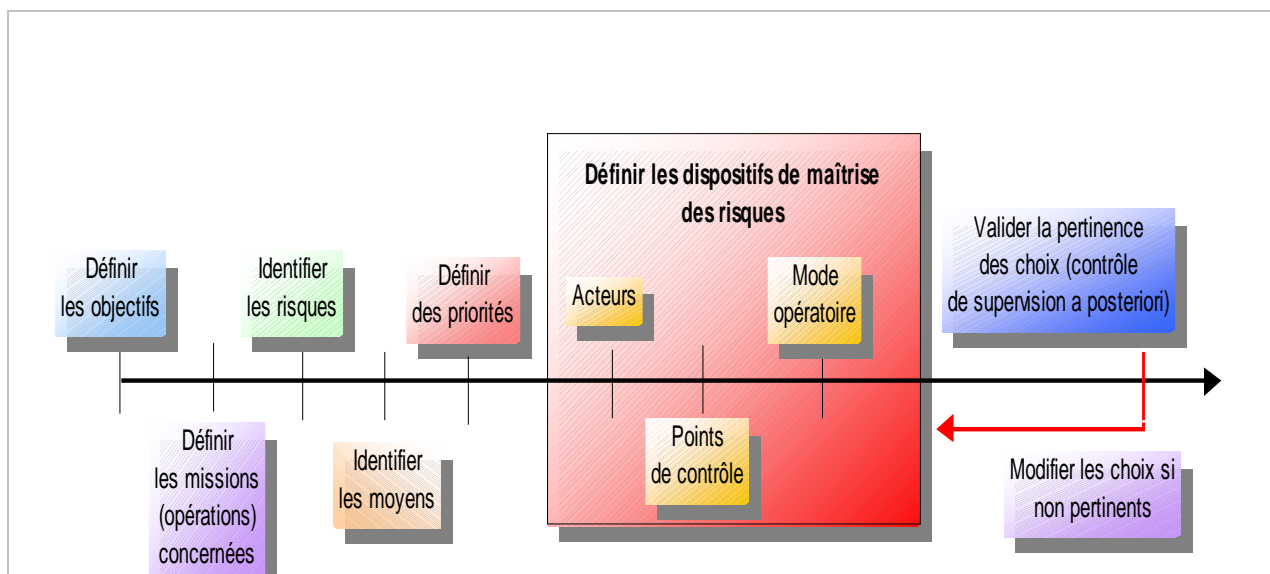 Définir
les objectifs
Définir
les missions
(opérations)
concernées
Identifier
les risques
Identifier
les moyens
Définir
des priorités
Définir les dispositifs de maîtrise
des risques
Acteurs
Points
de contrôle
Mode
opératoire
Valider la pertinence
des choix (contrôle
de supervision a posteriori)
Modifier les choix si
non pertinents